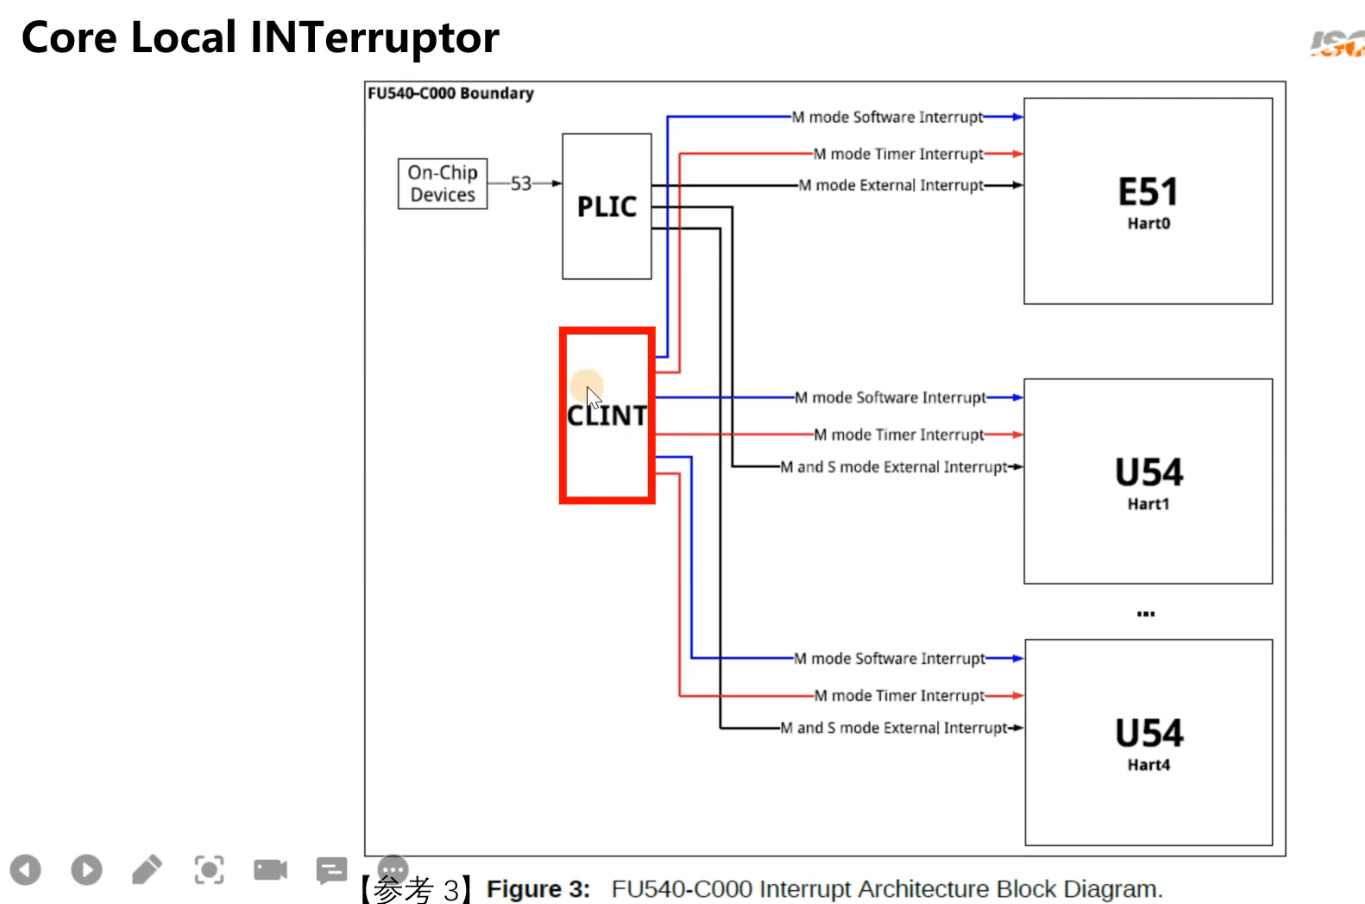 Core Local INTerruptor
FU540-C000 Boundary
On-Chip
Devices
53
PLIC
M mode Software Interrupt
M mode Timer Interrupt
M mode External Interrupt
E51
Hart0
CLINT
M mode Software Interrupt
M mode Timer Interrupt
M and S mode External Interrupt
U54
Hart1
...
M mode Software Interrupt
M mode Timer Interrupt
M and S mode External Interrupt
U54
Hart4
【参考 3】 Figure 3: FU540-C000 Interrupt Architecture Block Diagram.